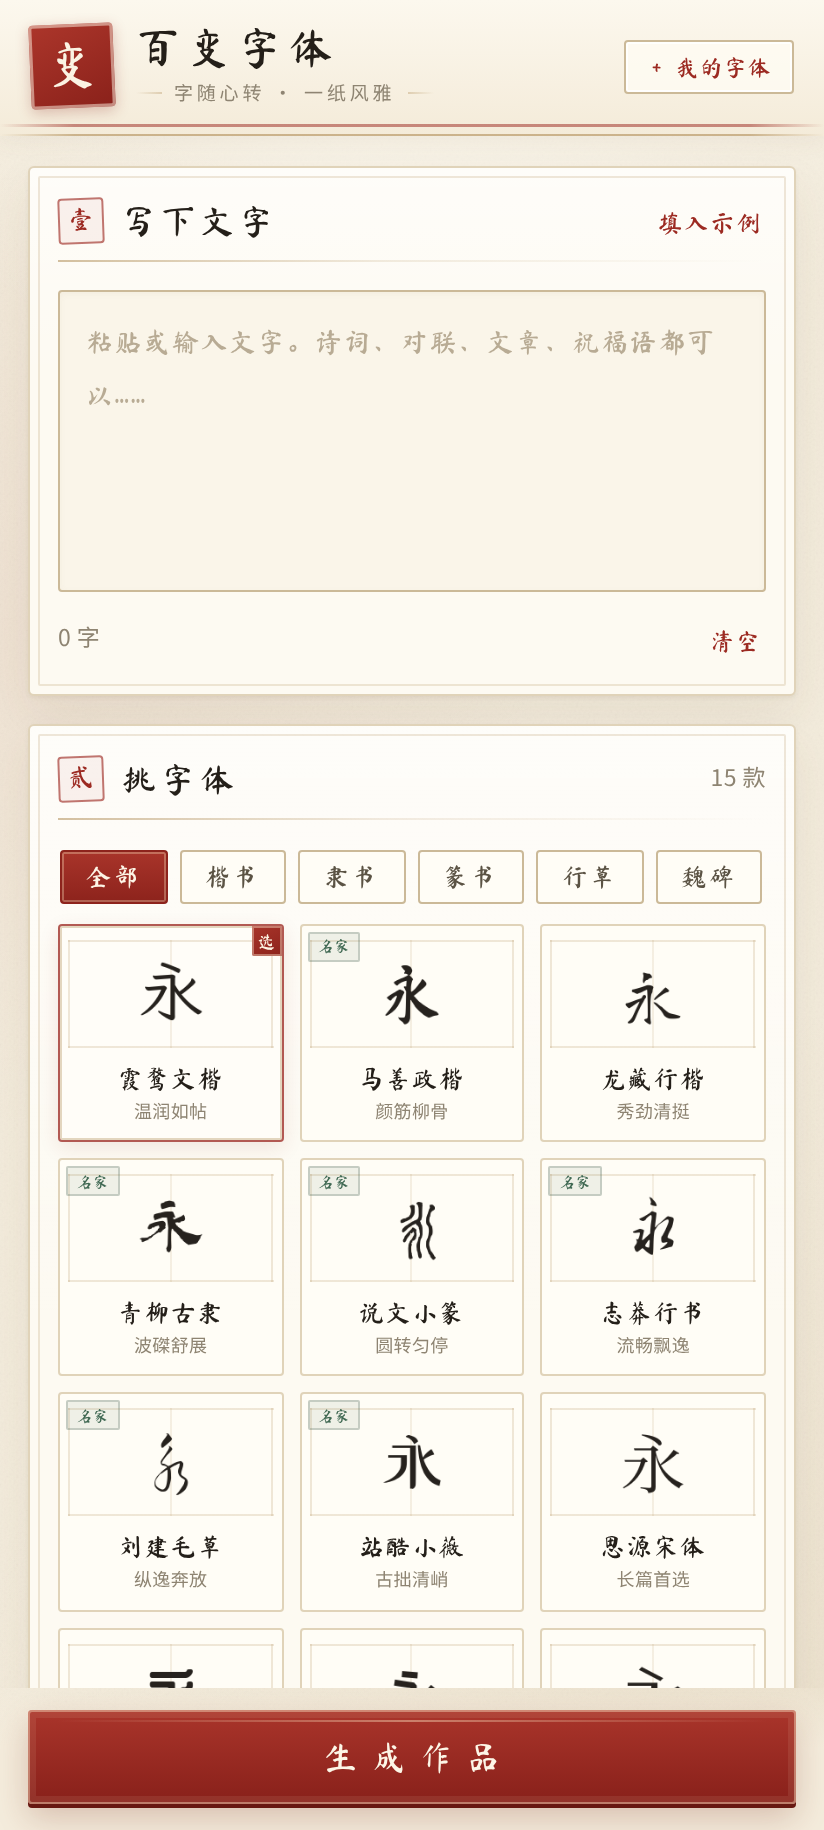 变
百变字体
字随心转 · 一纸风雅
+ 我的字体
壹 写下文字
填入示例
粘贴或输入文字。诗词、对联、文章、祝福语都可
以……
0 字
清空
贰 挑字体
15 款
全部 楷书 隶书 篆书 行草 魏碑
选
永
霞鹜文楷
温润如帖
名家
永
马善政楷
颜筋柳骨
永
龙藏行楷
秀劲清挺
名家
永
青柳古隶
波磔舒展
名家
永
说文小篆
圆转匀停
名家
永
志莽行书
流畅飘逸
名家
永
刘建毛草
纵逸奔放
名家
永
站酷小薇
古拙清峭
永
思源宋体
长篇首选
生成作品